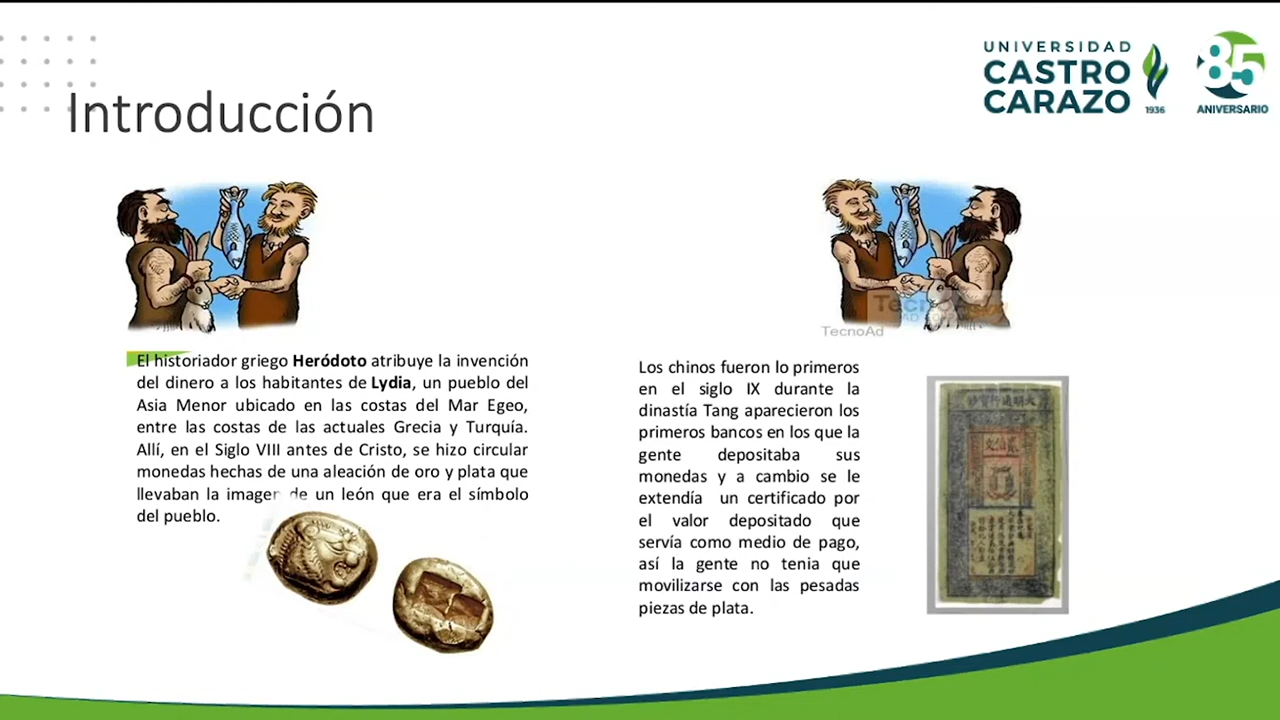 UNIVERSIDAD
CASTRO
CARAZO
1936
85
ANIVERSARIO
Introducción
TecnoAd
El historiador griego Heródoto atribuye la invención
del dinero a los habitantes de Lydia, un pueblo del
Asia Menor ubicado en las costas del Mar Egeo,
entre las costas de las actuales Grecia y Turquía.
Allí, en el Siglo VIII antes de Cristo, se hizo circular
monedas hechas de una aleación de oro y plata que
llevaban la imagen de un león que era el símbolo
del pueblo.
Los chinos fueron lo primeros
en el siglo IX durante la
dinastía Tang aparecieron los
primeros bancos en los que la
gente depositaba sus
monedas y a cambio se le
extendía un certificado por
el valor depositado que
servía como medio de pago,
así la gente no tenia que
movilizarse con las pesadas
piezas de plata.